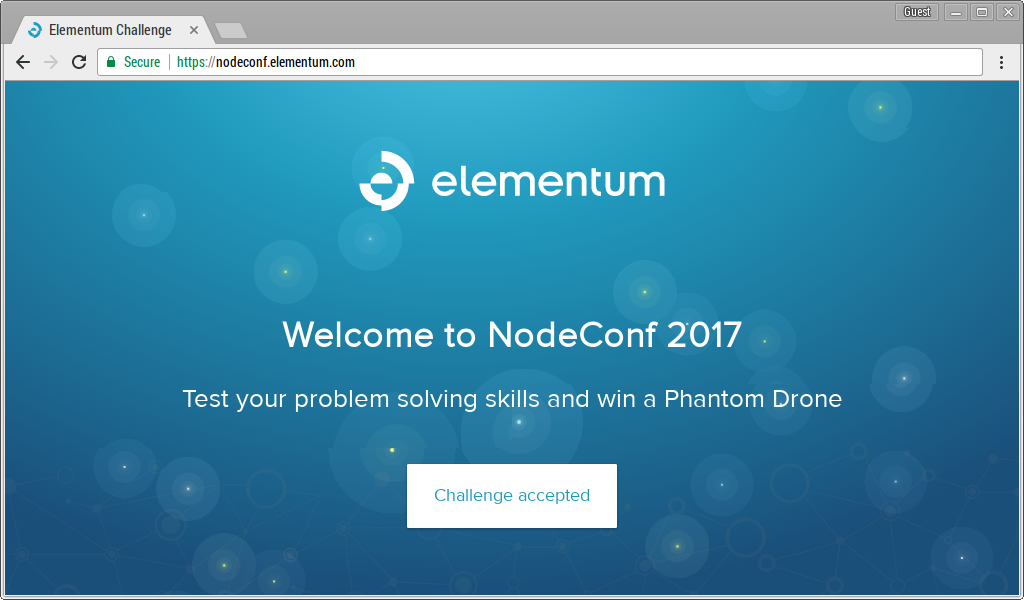 Guest
Elementum Challenge
Secure
https://nodeconf.elementum.com
elementum
Welcome to NodeConf 2017
Test your problem solving skills and win a Phantom Drone
Challenge accepted